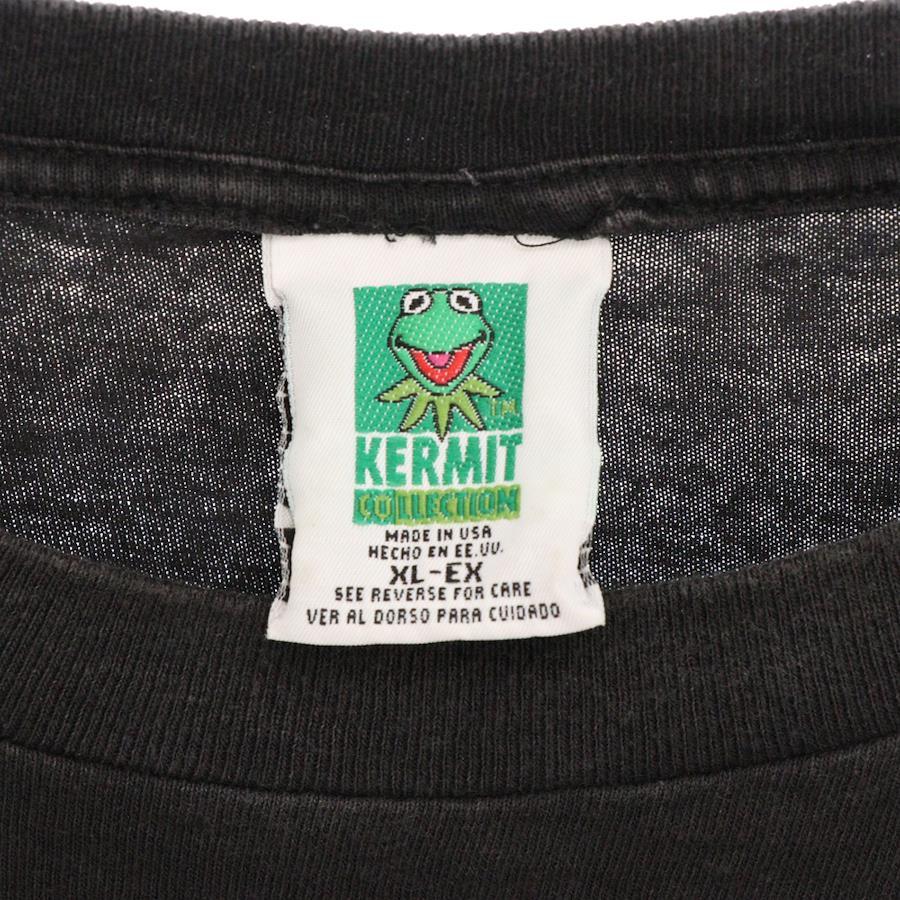 TM
KERMIT
COLLECTION
MADE IN USA
HECHO EN EE.UU.
XL-EX
SEE REVERSE FOR CARE
VER AL DORSO PARA CUIDADO